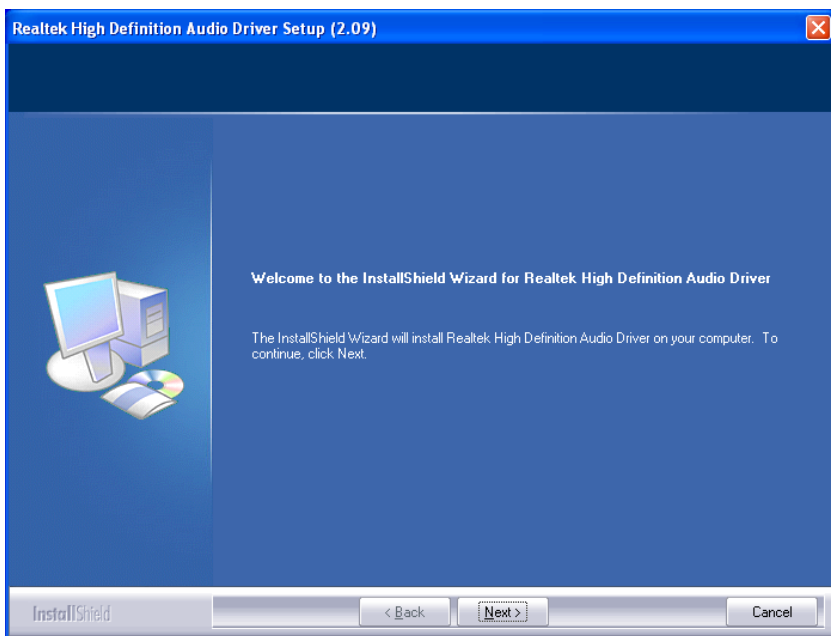 Realtek High Definition Audio Driver Setup (2.09)
Welcome to the InstallShield Wizard for Realtek High Definition Audio Driver
The InstallShield Wizard will install Realtek High Definition Audio Driver on your computer. To
continue, click Next.
InstallShield
< Back
Next >
Cancel